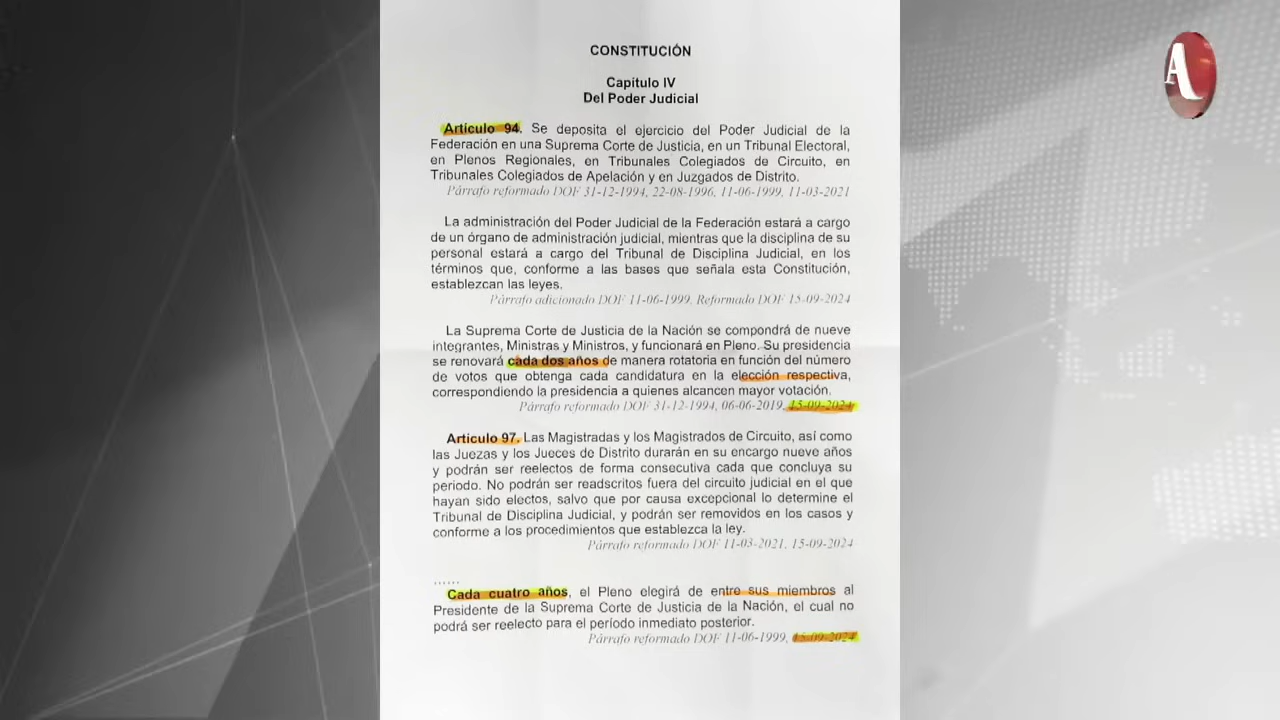 A
CONSTITUCIÓN
Capítulo IV
Del Poder Judicial
Artículo 94. Se deposita el ejercicio del Poder Judicial de la
Federación en una Suprema Corte de Justicia, en un Tribunal Electoral,
en Plenos Regionales, en Tribunales Colegiados de Circuito, en
Tribunales Colegiados de Apelación y en Juzgados de Distrito.
Párrafo reformado DOF 31-12-1994, 22-08-1996, 11-06-1999, 11-03-2021
La administración del Poder Judicial de la Federación estará a cargo
de un órgano de administración judicial, mientras que la disciplina de su
personal estará a cargo del Tribunal de Disciplina Judicial, en los
términos que, conforme a las bases que señala esta Constitución,
establezcan las leyes.
Párrafo adicionado DOF 11-06-1999. Reformado DOF 15-09-2024
La Suprema Corte de Justicia de la Nación se compondrá de nueve
integrantes, Ministras y Ministros, y funcionará en Pleno. Su presidencia
se renovará cada dos años de manera rotatoria en función del número
de votos que obtenga cada candidatura en la elección respectiva,
correspondiendo la presidencia a quienes alcancen mayor votación.
Párrafo reformado DOF 31-12-1994, 06-06-2019, 15-09-2024
Artículo 97. Las Magistradas y los Magistrados de Circuito, así como
las Juezas y los Jueces de Distrito durarán en su encargo nueve años
y podrán ser reelectos de forma consecutiva cada que concluya su
periodo. No podrán ser readscritos fuera del circuito judicial en el que
hayan sido electos, salvo que por causa excepcional lo determine el
Tribunal de Disciplina Judicial, y podrán ser removidos en los casos y
conforme a los procedimientos que establezca la ley.
Párrafo reformado DOF 11-03-2021, 15-09-2024
......
Cada cuatro años, el Pleno elegirá de entre sus miembros al
Presidente de la Suprema Corte de Justicia de la Nación, el cual no
podrá ser reelecto para el período inmediato posterior.
Párrafo reformado DOF 11-06-1999, 15-09-2024